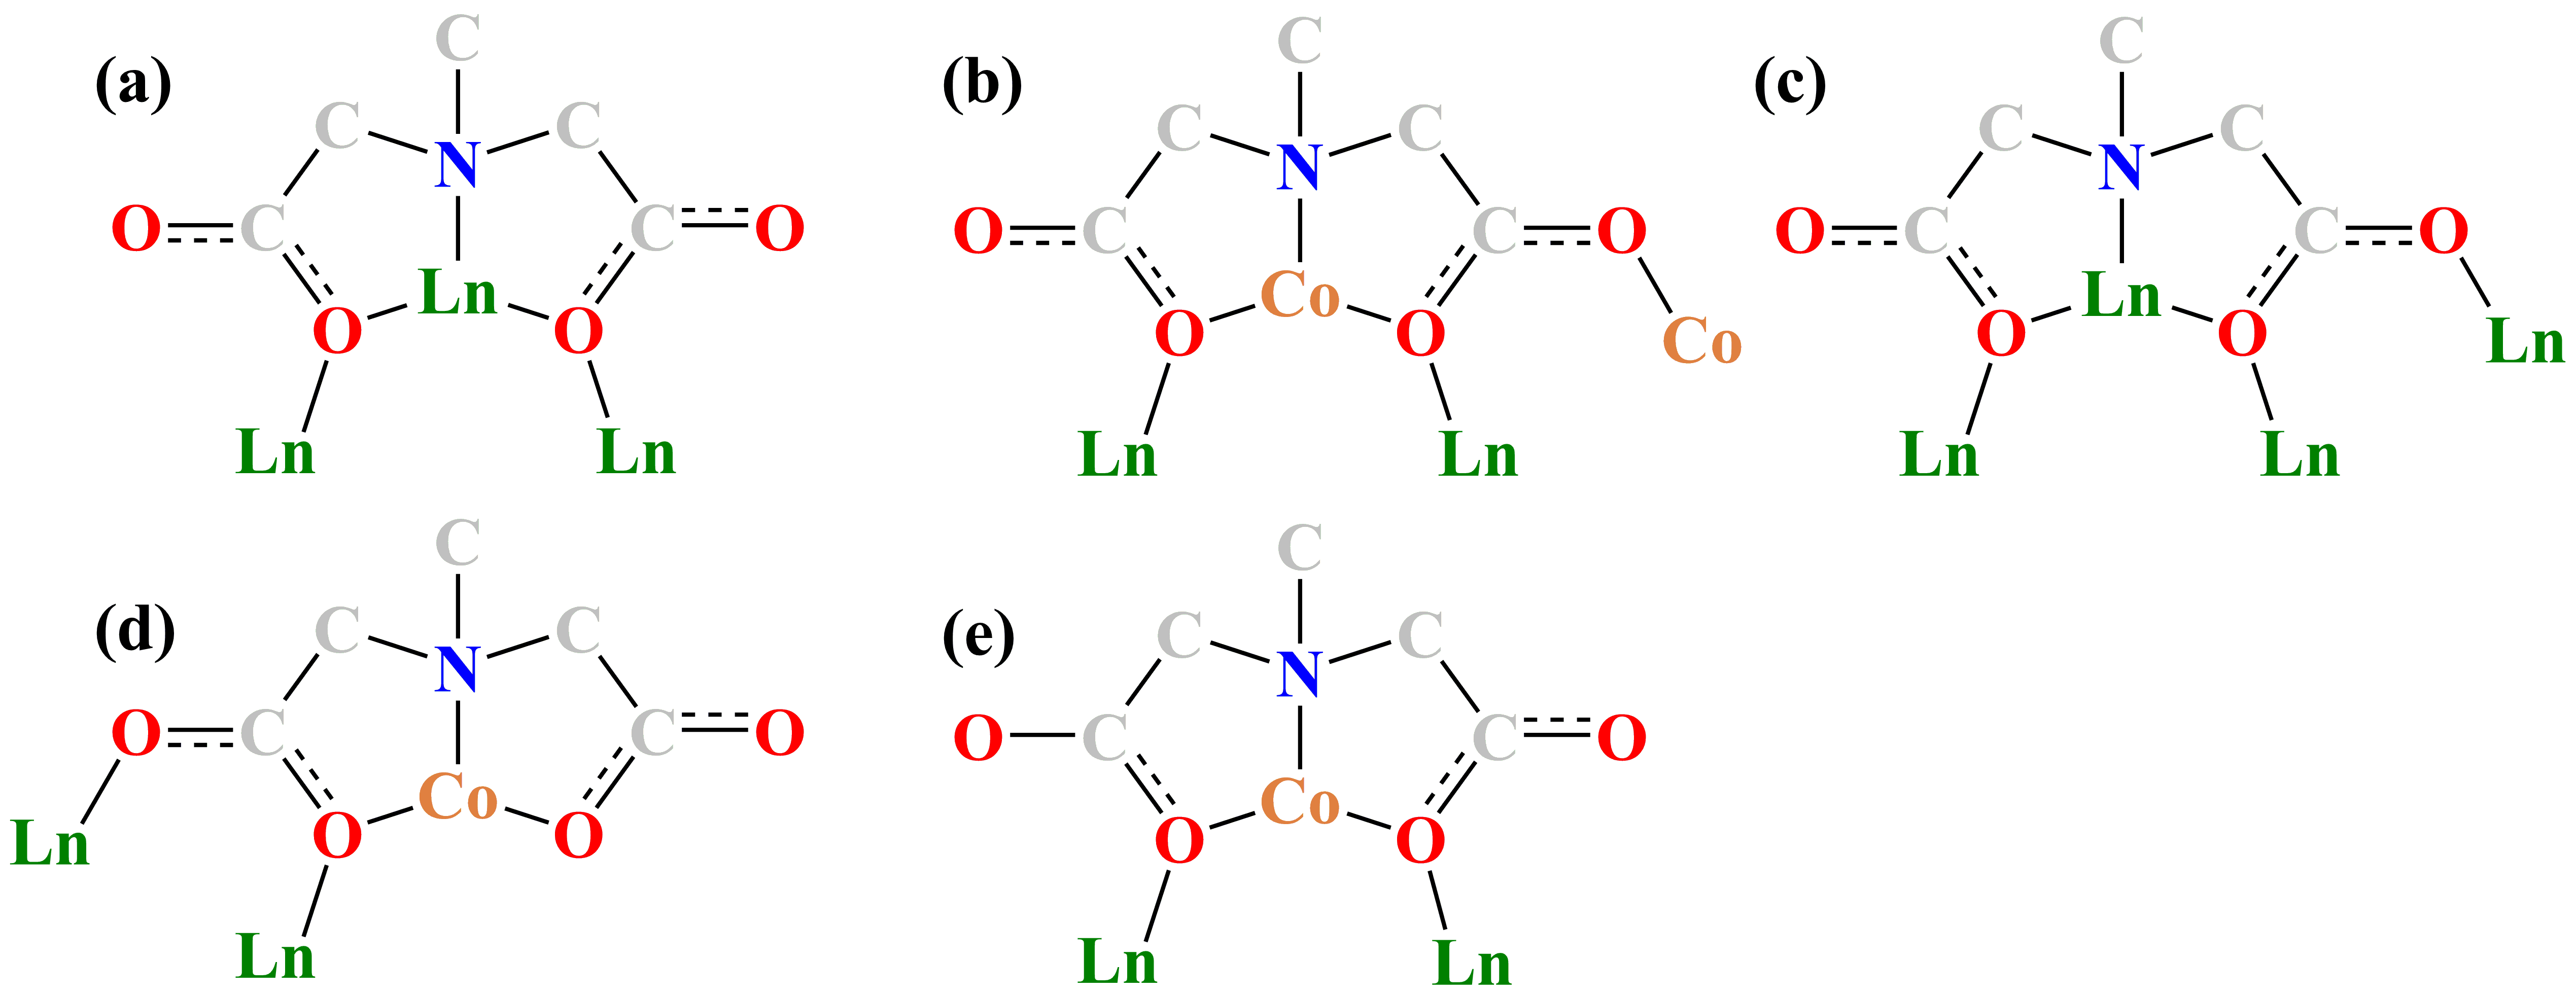 C C C
(a) (b) (c)
C C C C C C
N N N
O C C O O C C O O C C O
Ln Co Ln
O O O O Co O O Ln
Ln Ln Ln Ln Ln Ln
C C
(d) (e)
C C C C
N N
O C C O O C C O
Co Co
Ln O O O O
Ln Ln Ln